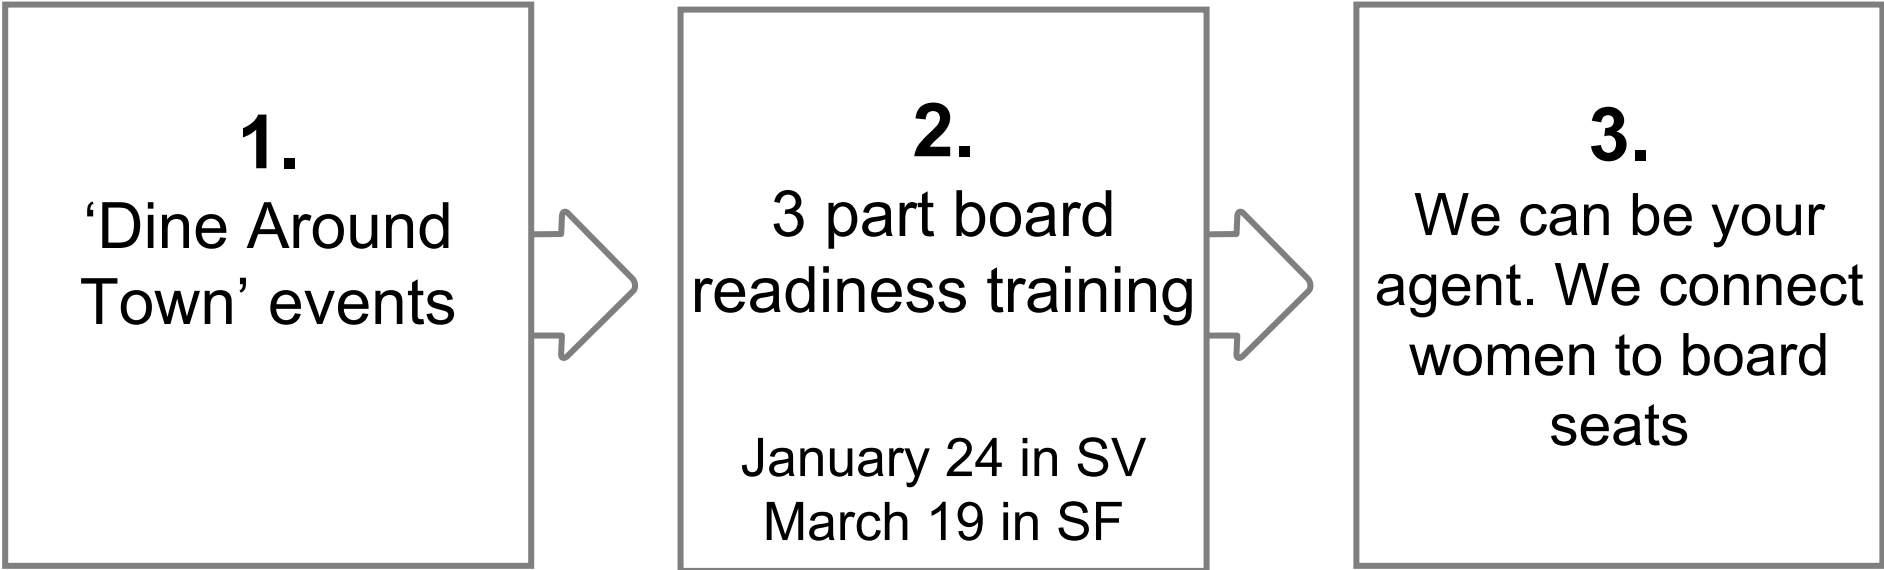 1.
‘Dine Around
Town’ events
2.
3 part board
readiness training
January 24 in SV
March 19 in SF
3.
We can be your
agent. We connect
women to board
seats